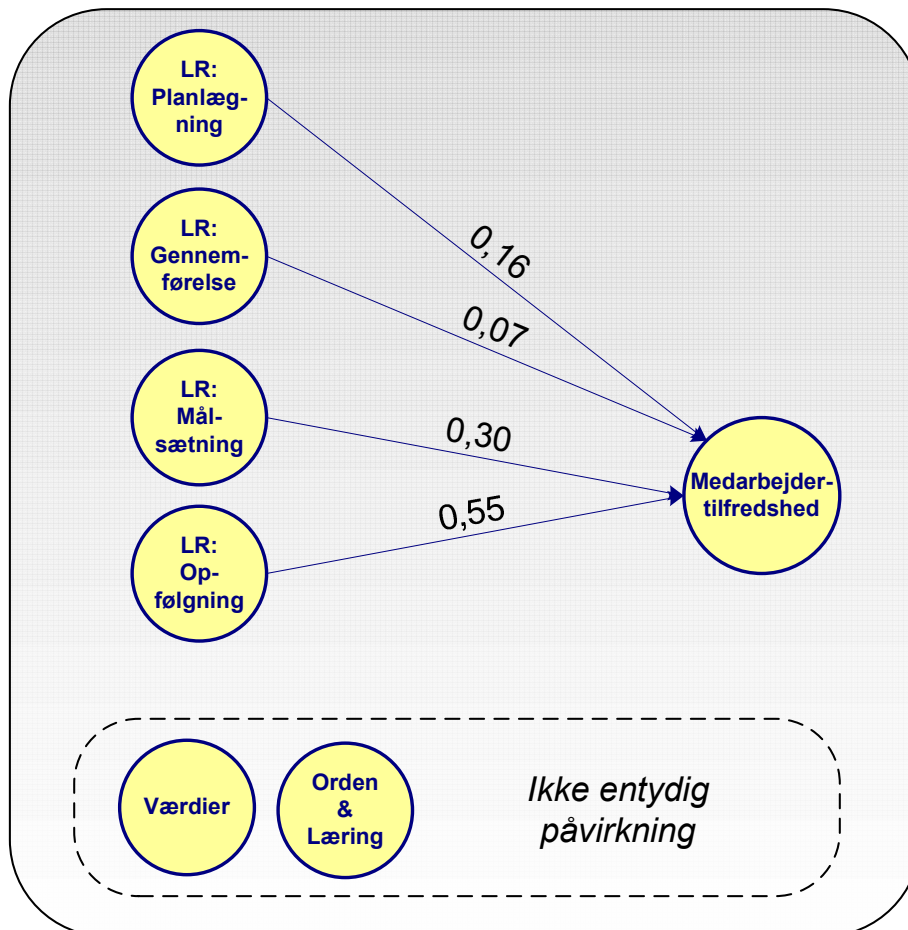 LR:
Planlæg-
ning
0,16
LR:
Gennem-
førelse
0,07
LR:
Mål-
sætning
0,30
Medarbejder-
tilfredshed
0,55
LR:
Op-
følgning
Værdier
Orden
&
Læring
Ikke entydig
påvirkning